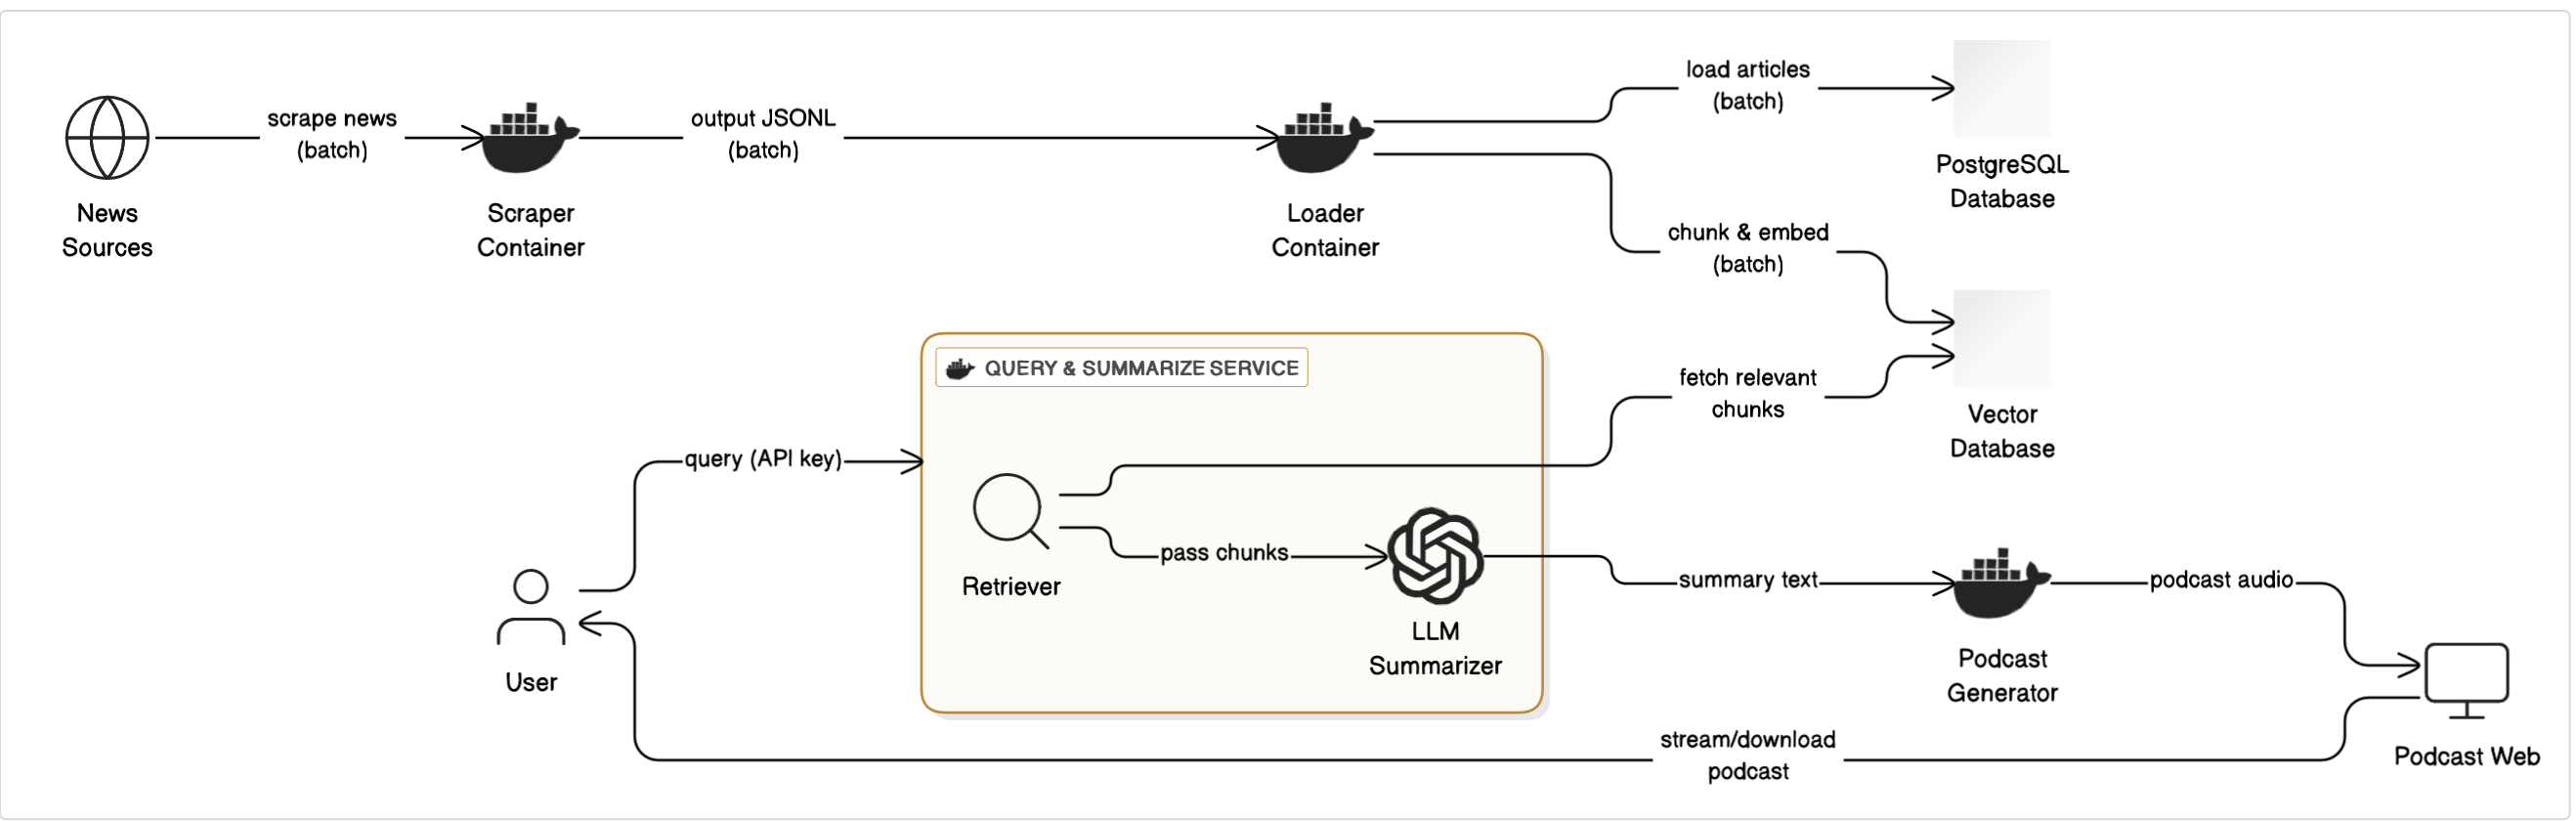 scrape news
(batch)
News
Sources
Scraper
Container
output JSONL
(batch)
Loader
Container
load articles
(batch)
PostgreSQL
Database
chunk & embed
(batch)
Vector
Database
QUERY & SUMMARIZE SERVICE
fetch relevant
chunks
query (API key)
Retriever
pass chunks
LLM
Summarizer
summary text
Podcast
Generator
podcast audio
Podcast Web
User
stream/download
podcast